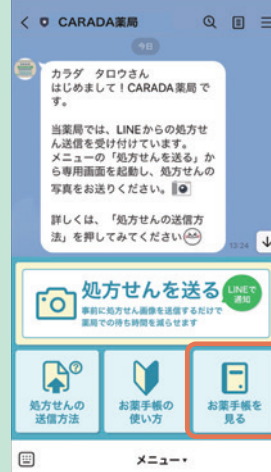 CARADA薬局
今日
カラダ　タロウさん
はじめまして！CARADA薬局で
す。
当薬局では、LINEからの処方せ
ん送信を受け付けています。
メニューの「処方せんを送る」か
ら専用画面を起動し、処方せんの
写真をお送りください。
詳しくは、「処方せんの送信方
法」を押してみてください
13:24
処方せんを送る
LINEで
通知
事前に処方せん画像を送信するだけで
薬局での待ち時間を減らせます
処方せんの
送信方法
お薬手帳の
使い方
お薬手帳を
見る
メニュー